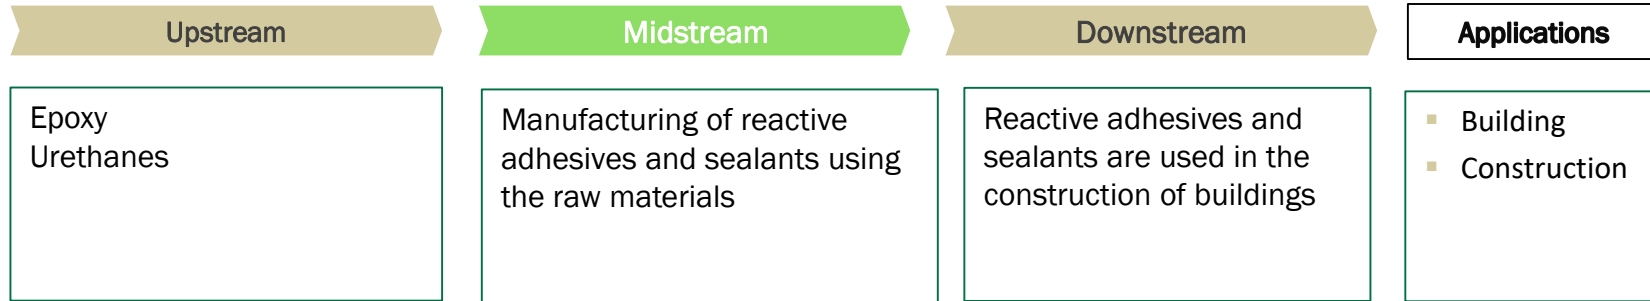 Upstream
Midstream
Downstream
Applications
Epoxy
Urethanes
Manufacturing of reactive
adhesives and sealants using
the raw materials
Reactive adhesives and
sealants are used in the
construction of buildings
Building
Construction